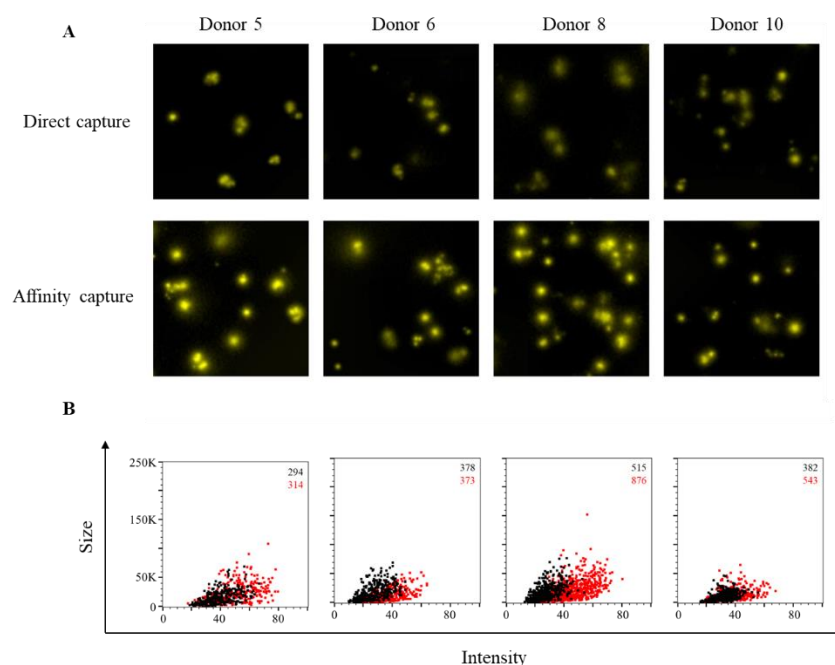 A
Donor 5
Donor 6
Donor 8
Donor 10
Direct capture
Affinity capture
B
Size
250K
150K
50K
0
294
314
378
373
515
876
382
543
0
40
80
0
40
80
0
40
80
0
40
80
Intensity